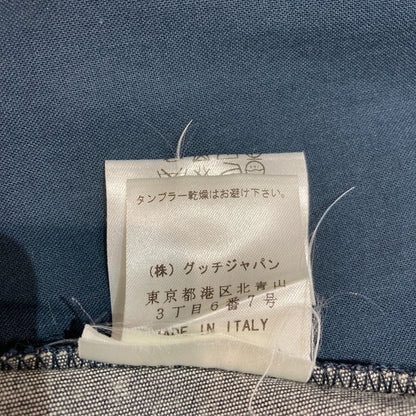 タンブラー乾燥はお避け下さい。
(株) グッチジャパン
東京都港区北青山
3丁目6番7号
MADE IN ITALY